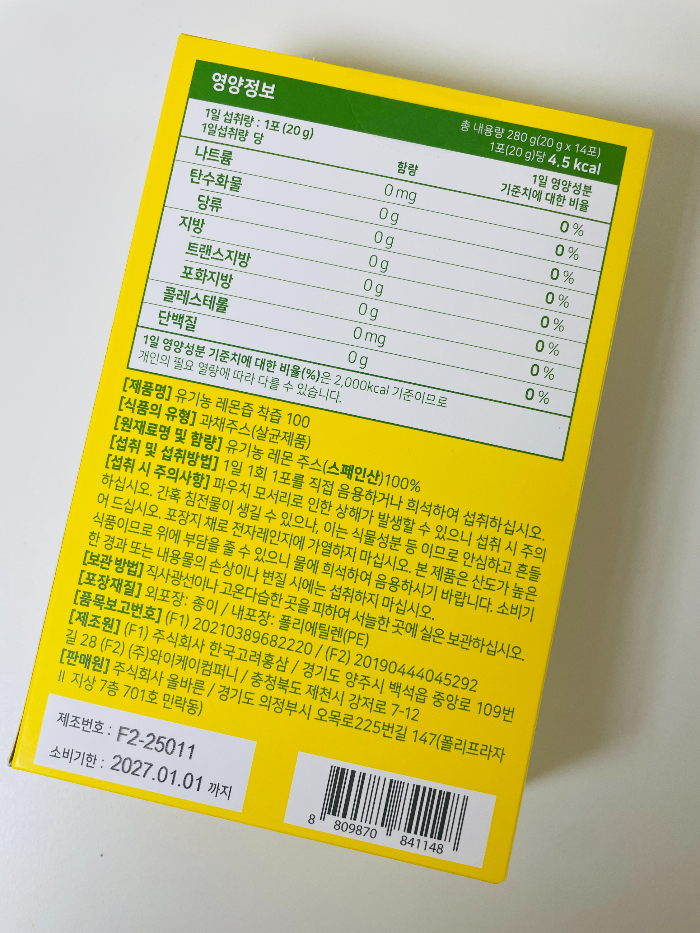 영양정보
총 내용량 280 g(20 g x 14포)
1포(20 g)당 4.5 kcal
1일 섭취량 : 1포 (20 g)
1일섭취량 당
함량
1일 영양성분
기준치에 대한 비율
나트륨 0 mg 0 %
탄수화물 0 g 0 %
당류 0 g 0 %
지방 0 g 0 %
트랜스지방 0 g 0 %
포화지방 0 g 0 %
콜레스테롤 0 mg 0 %
단백질 0 g 0 %
1일 영양성분 기준치에 대한 비율(%)은 2,000kcal 기준이므로
개인의 필요 열량에 따라 다를 수 있습니다.
[제품명] 유기농 레몬즙 착즙 100
[식품의 유형] 과채주스(살균제품)
[원재료명 및 함량] 유기농 레몬 주스(스페인산)100%
[섭취 및 섭취방법] 1일 1회 1포를 직접 음용하거나 희석하여 섭취하십시오.
[섭취 시 주의사항] 파우치 모서리로 인한 상해가 발생할 수 있으니 섭취 시 주의
하십시오. 간혹 침전물이 생길 수 있으나, 이는 식물성분 등 이므로 안심하고 흔들
어 드십시오. 포장지 채로 전자레인지에 가열하지 마십시오. 본 제품은 산도가 높은
식품이므로 위에 부담을 줄 수 있으니 물에 희석하여 음용하시기 바랍니다. 소비기
한 경과 또는 내용물의 손상이나 변질 시에는 섭취하지 마십시오.
[보관방법] 직사광선이나 고온다습한 곳을 피하여 서늘한 곳에 실온 보관하십시오.
[포장재질] 외포장: 종이 / 내포장: 폴리에틸렌(PE)
[품목보고번호] (F1) 20210389682220 / (F2) 20190444045292
[제조원] (F1) 주식회사 한국고려홍삼 / 경기도 양주시 백석읍 중앙로 109번
길 28 (F2) (주)와이케이컴퍼니 / 충청북도 제천시 강저로 7-12
[판매원] 주식회사 올바른 / 경기도 의정부시 오목로225번길 147(폴리프라자
II 지상 7층 701호 민락동)
제조번호 : F2-25011
소비기한 : 2027.01.01 까지
8 809870 841148